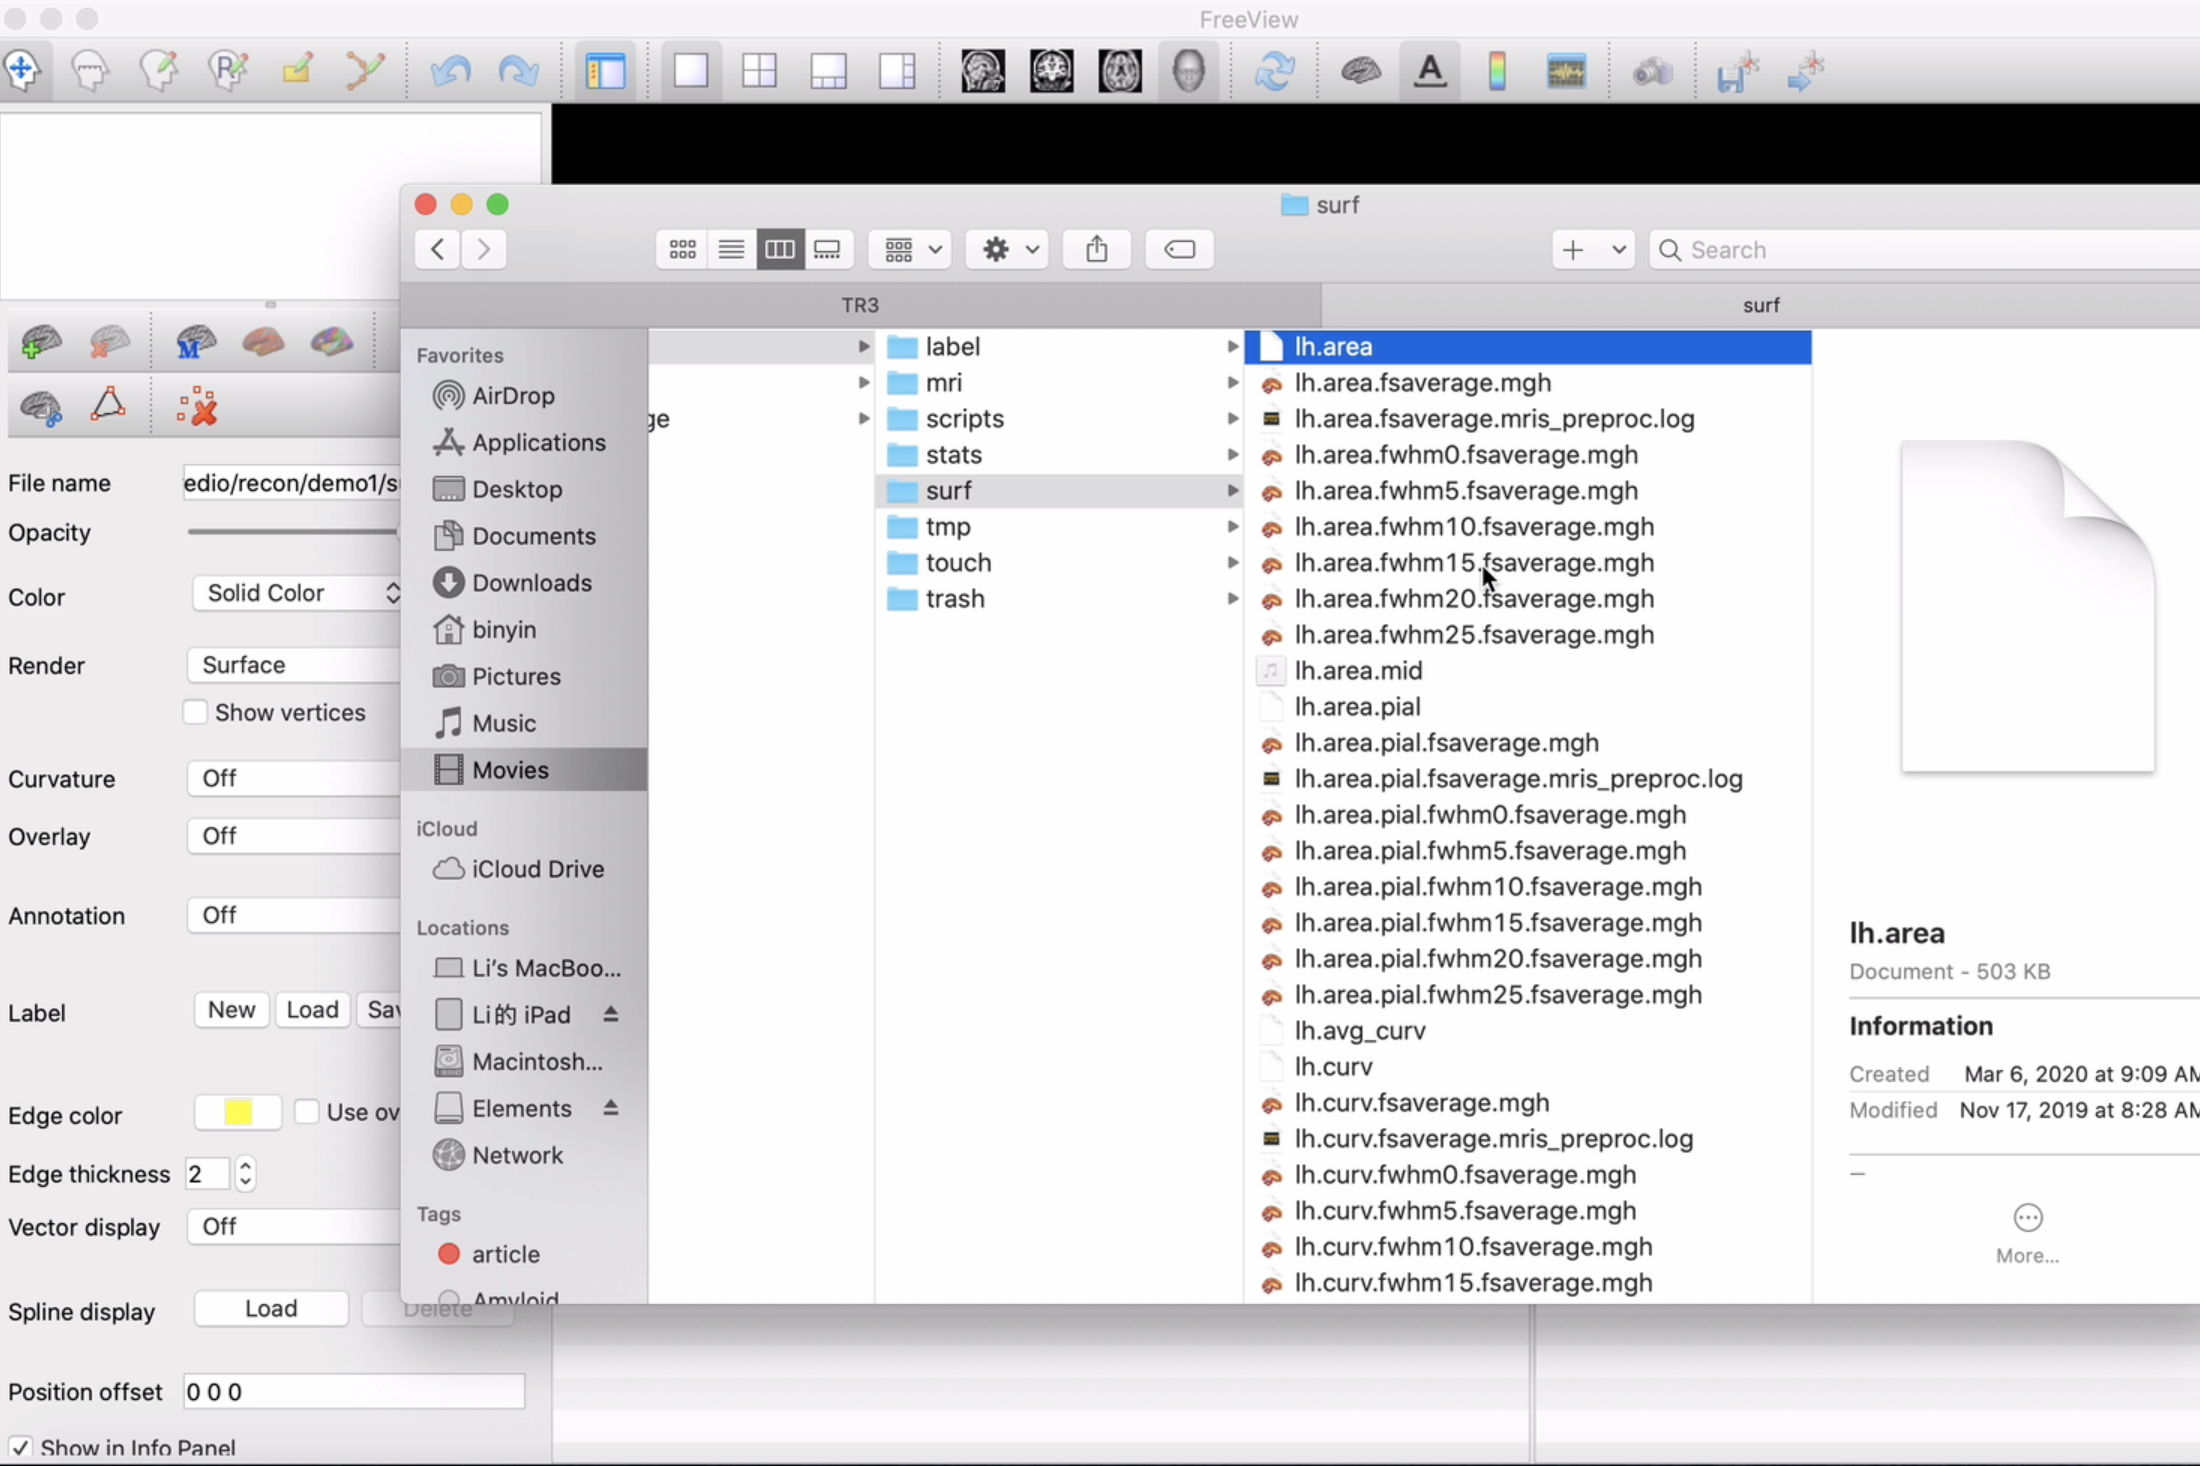 FreeView
surf
Search
TR3
surf
Favorites
AirDrop
Applications
Desktop
Documents
Downloads
binyin
Pictures
Music
Movies
iCloud
iCloud Drive
Locations
Li's MacBoo...
Li的 iPad
Macintosh...
Elements
Network
Tags
article
Amyloid
ge
label
mri
scripts
stats
surf
tmp
touch
trash
lh.area
lh.area.fsaverage.mgh
lh.area.fsaverage.mris_preproc.log
lh.area.fwhm0.fsaverage.mgh
lh.area.fwhm5.fsaverage.mgh
lh.area.fwhm10.fsaverage.mgh
lh.area.fwhm15.fsaverage.mgh
lh.area.fwhm20.fsaverage.mgh
lh.area.fwhm25.fsaverage.mgh
lh.area.mid
lh.area.pial
lh.area.pial.fsaverage.mgh
lh.area.pial.fsaverage.mris_preproc.log
lh.area.pial.fwhm0.fsaverage.mgh
lh.area.pial.fwhm5.fsaverage.mgh
lh.area.pial.fwhm10.fsaverage.mgh
lh.area.pial.fwhm15.fsaverage.mgh
lh.area.pial.fwhm20.fsaverage.mgh
lh.area.pial.fwhm25.fsaverage.mgh
lh.avg_curv
lh.curv
lh.curv.fsaverage.mgh
lh.curv.fsaverage.mris_preproc.log
lh.curv.fwhm0.fsaverage.mgh
lh.curv.fwhm5.fsaverage.mgh
lh.curv.fwhm10.fsaverage.mgh
lh.curv.fwhm15.fsaverage.mgh
lh.area
Document - 503 KB
Information
Created Mar 6, 2020 at 9:09 AM
Modified Nov 17, 2019 at 8:28 AM
—
More...
File name edio/recon/demo1/s
Opacity
Color Solid Color
Render Surface
Show vertices
Curvature Off
Overlay Off
Annotation Off
Label New Load Sav
Edge color Use ov
Edge thickness 2
Vector display Off
Spline display Load Delete
Position offset 0 0 0
Show in Info Panel